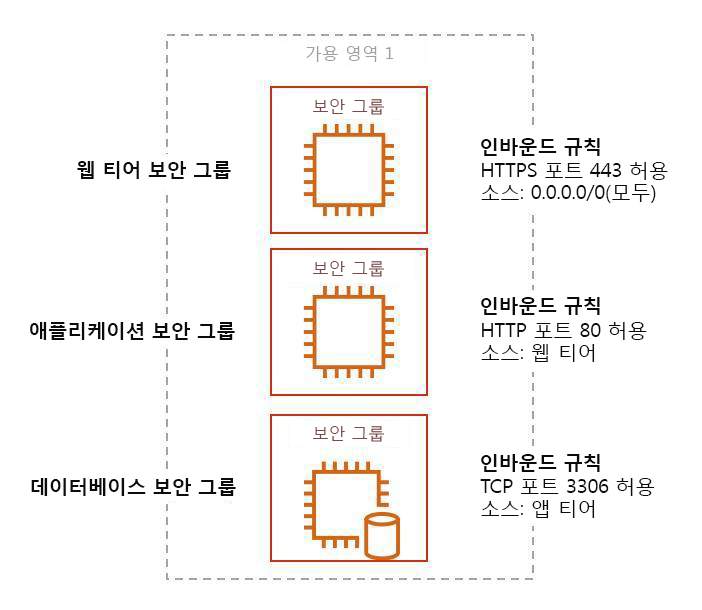 가용 영역 1
보안 그룹
웹 티어 보안 그룹
인바운드 규칙
HTTPS 포트 443 허용
소스: 0.0.0.0/0(모두)
보안 그룹
애플리케이션 보안 그룹
인바운드 규칙
HTTP 포트 80 허용
소스: 웹 티어
보안 그룹
데이터베이스 보안 그룹
인바운드 규칙
TCP 포트 3306 허용
소스: 앱 티어